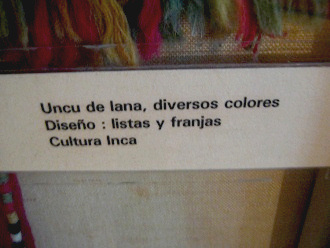 Uncu de lana, diversos colores
Diseño : listas y franjas
Cultura Inca